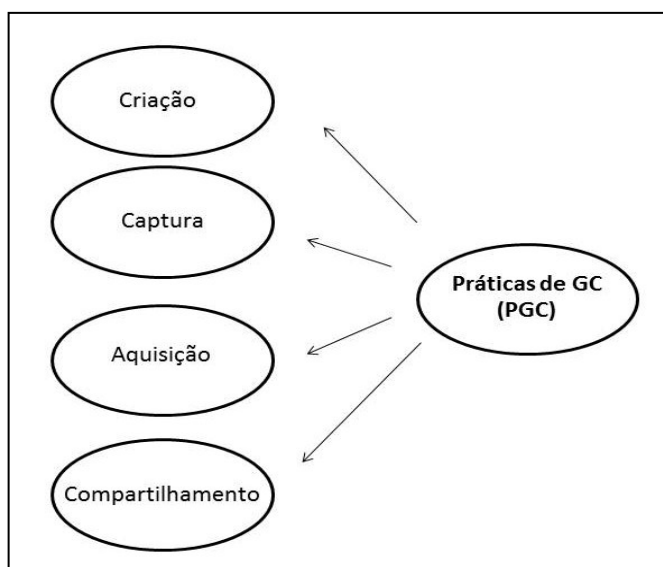 Criação
Captura
Aquisição
Compartilhamento
Práticas de GC
(PGC)